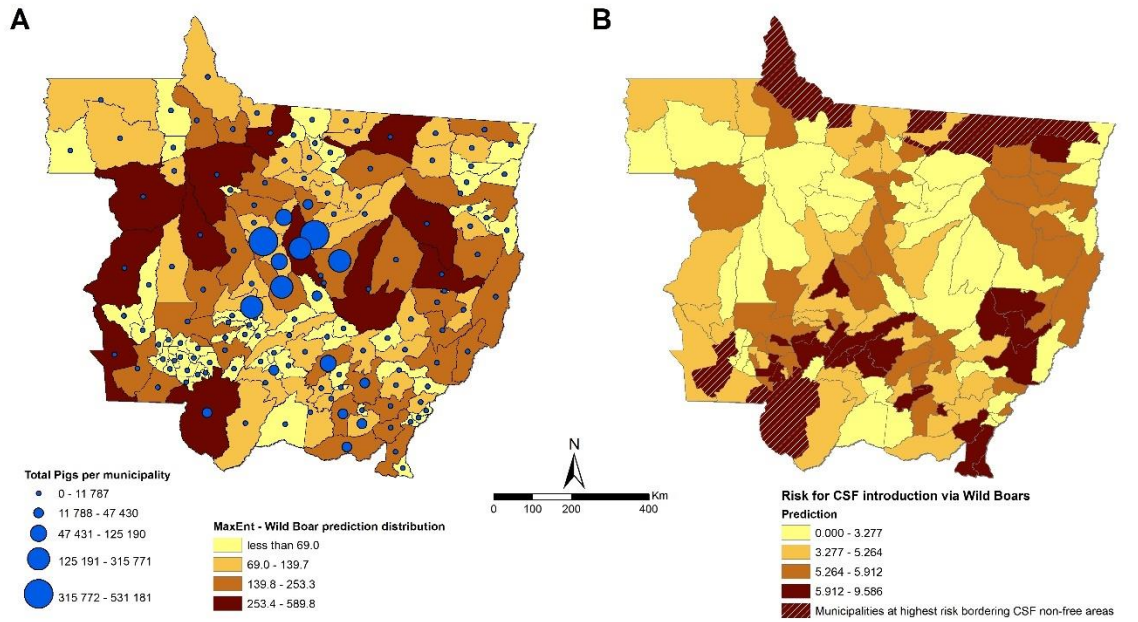 A
B
Total Pigs per municipality
0 - 11 787
11 788 - 47 430
47 431 - 125 190
125 191 - 315 771
315 772 - 531 181
MaxEnt - Wild Boar prediction distribution
less than 69.0
69.0 - 139.7
139.8 - 253.3
253.4 - 589.8
N
Km
0 100 200 300 400
Risk for CSF introduction via Wild Boars
Prediction
0.000 - 3.277
3.277 - 5.264
5.264 - 5.912
5.912 - 9.586
Municipalities at highest risk bordering CSF non-free areas